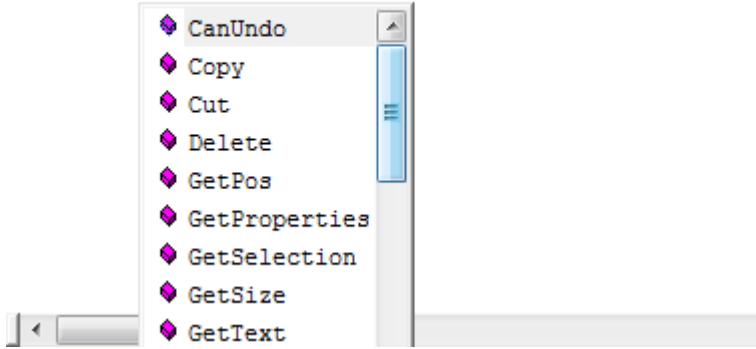 CanUndo
Copy
Cut
Delete
GetPos
GetProperties
GetSelection
GetSize
GetText